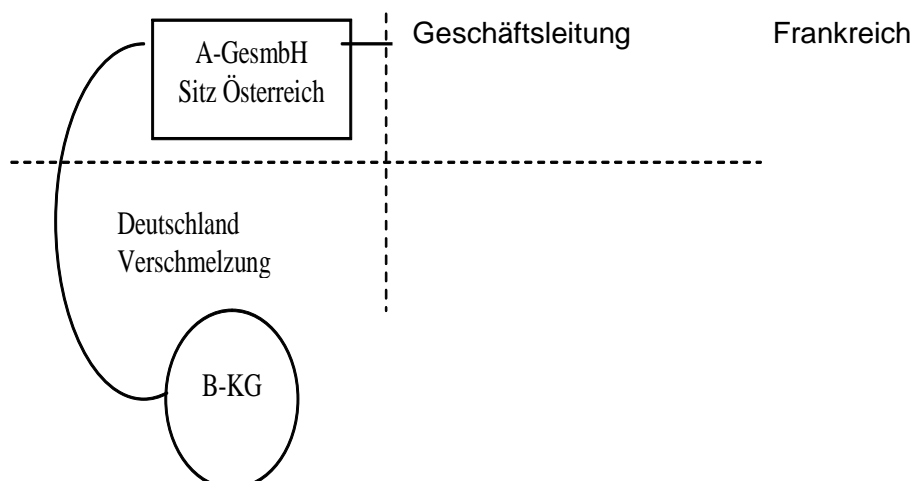 Geschäftsleitung Frankreich
A-GesmbH
Sitz Österreich
Deutschland
Verschmelzung
B-KG